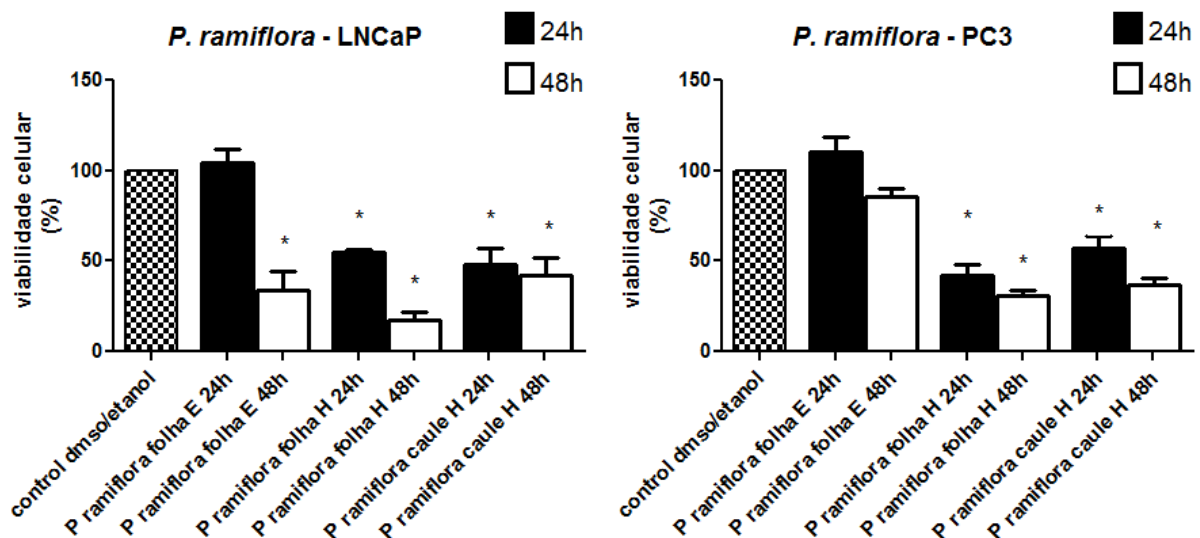 P. ramiflora - LNCaP
24h
48h
viabilidade celular
(%)
150
100
50
0
*
*
*
*
*
control dmso/etanol
P ramiflora folha E 24h
P ramiflora folha E 48h
P ramiflora folha H 24h
P ramiflora folha H 48h
P ramiflora caule H 24h
P ramiflora caule H 48h
P. ramiflora - PC3
24h
48h
viabilidade celular
(%)
150
100
50
0
*
*
*
*
control dmso/etanol
P ramiflora folha E 24h
P ramiflora folha E 48h
P ramiflora folha H 24h
P ramiflora folha H 48h
P ramiflora caule H 24h
P ramiflora caule H 48h